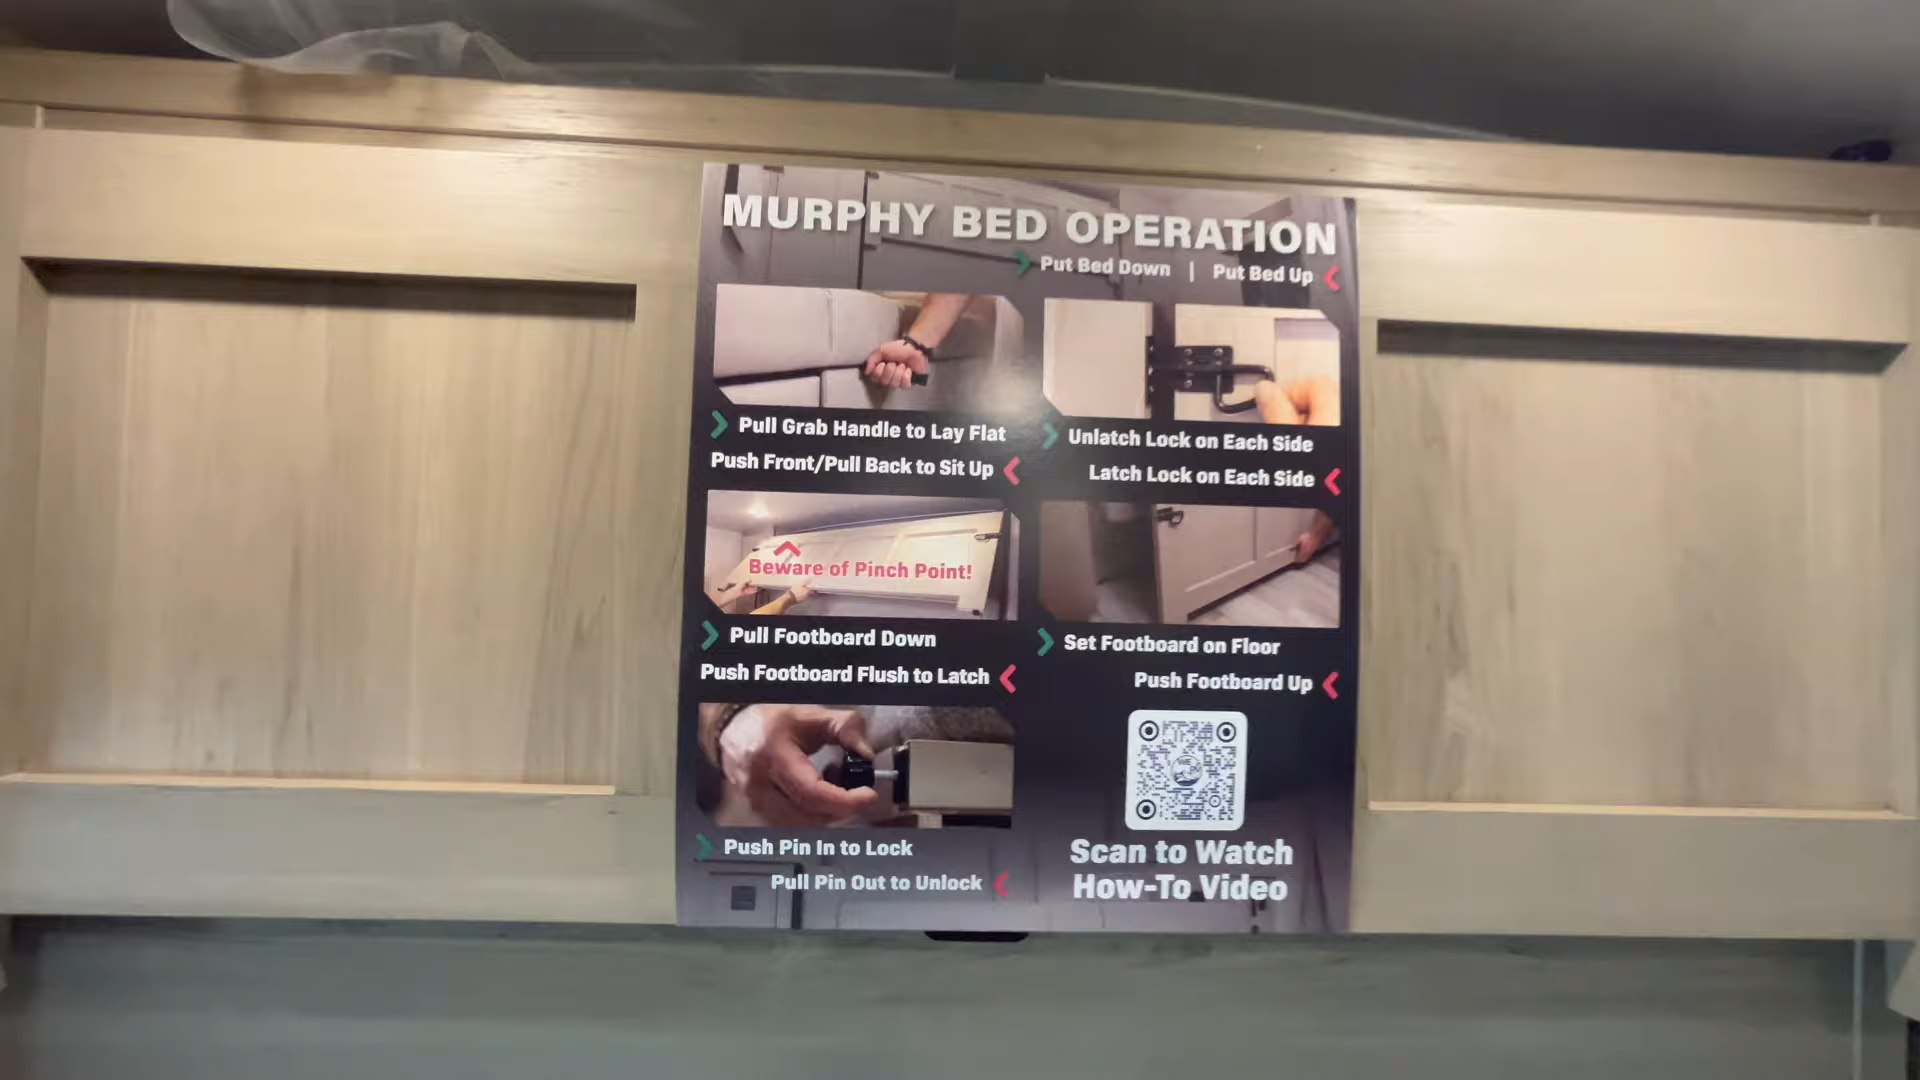 MURPHY BED OPERATION
Put Bed Down | Put Bed Up
Pull Grab Handle to Lay Flat
Push Front/Pull Back to Sit Up
Unlatch Lock on Each Side
Latch Lock on Each Side
Beware of Pinch Point!
Pull Footboard Down
Push Footboard Flush to Latch
Set Footboard on Floor
Push Footboard Up
Push Pin In to Lock
Pull Pin Out to Unlock
Scan to Watch
How-To Video